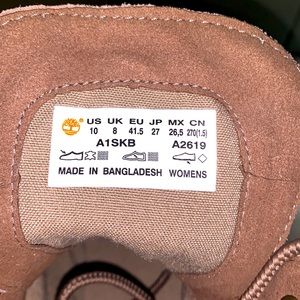 US UK EU JP MX CN
10 8 41.5 27 26,5 270(1.5)
A1SKB A2619
MADE IN BANGLADESH WOMENS